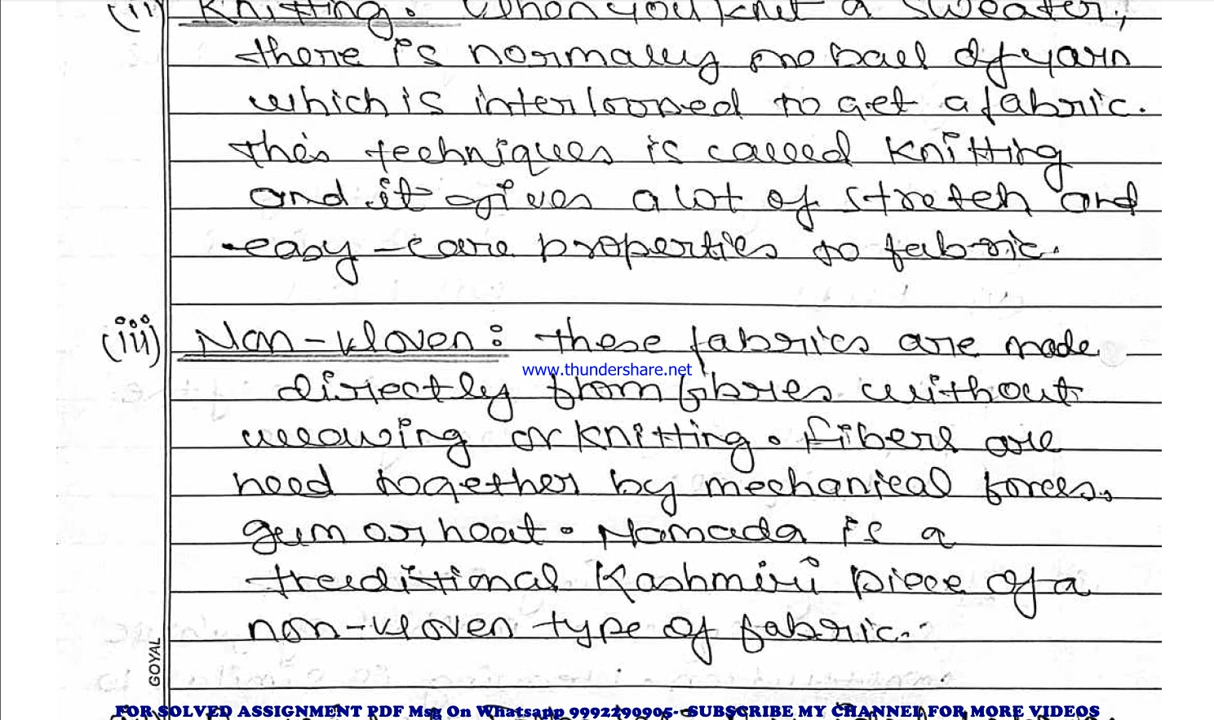 (ii) Knitting: When you knit a sweater,
there is normally one ball of yarn
which is interlooped to get a fabric.
this techniques is called Knitting
and it gives a lot of stretch and
easy-care properties to fabric.
(iii) Non-Woven: these fabrics are made
www.thundershare.net
directly from fibres without
weaving or knitting. Fibers are
held together by mechanical forces,
gum or heat. Namada is a
traditional Kashmiri piece of a
non-woven type of fabric.
GOYAL
FOR SOLVED ASSIGNMENT PDF Msg On Whatsapp 9992290905- SUBSCRIBE MY CHANNEL FOR MORE VIDEOS